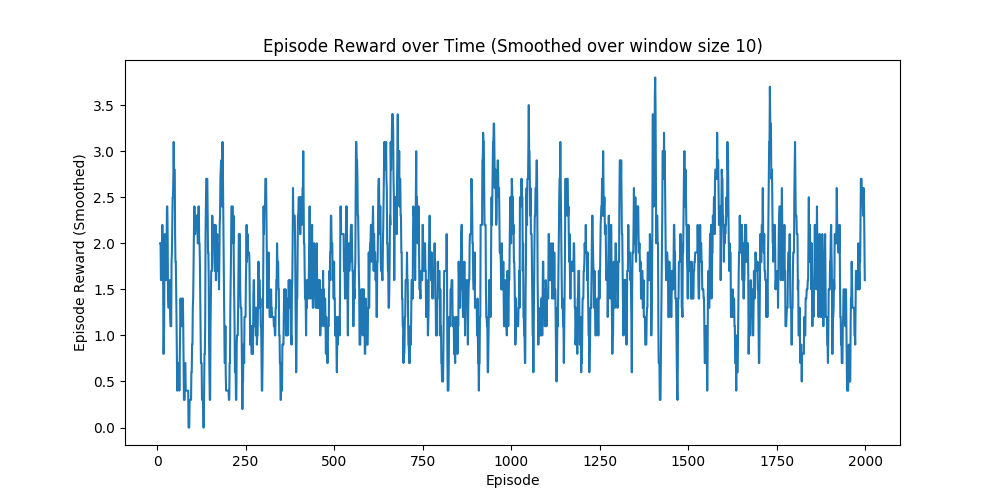 Episode Reward over Time (Smoothed over window size 10)
Episode Reward (Smoothed)
3.5
3.0
2.5
2.0
1.5
1.0
0.5
0.0
0 250 500 750 1000 1250 1500 1750 2000
Episode